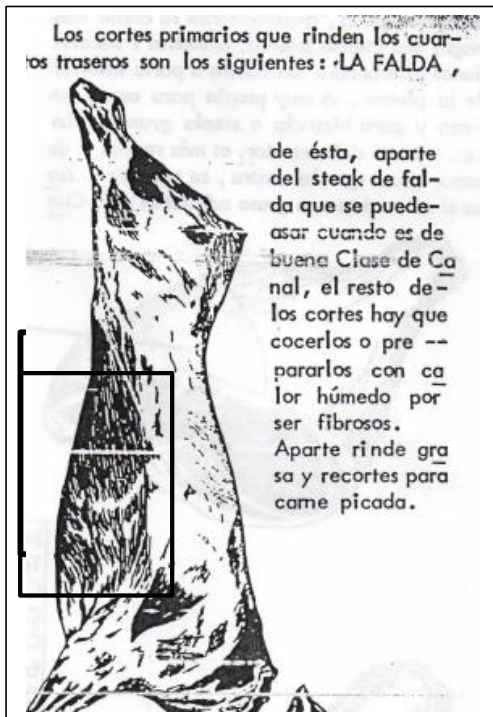 Los cortes primarios que rinden los cuar-
tos traseros son los siguientes: LA FALDA,
de ésta, aparte
del steak de fal-
da que se puede-
asar cuando es de
buena Clase de Ca
nal, el resto de-
los cortes hay que
cocerlos o pre --
pararlos con ca
lor húmedo por
ser fibrosos.
Aparte rinde gra
sa y recortes para
carne picada.